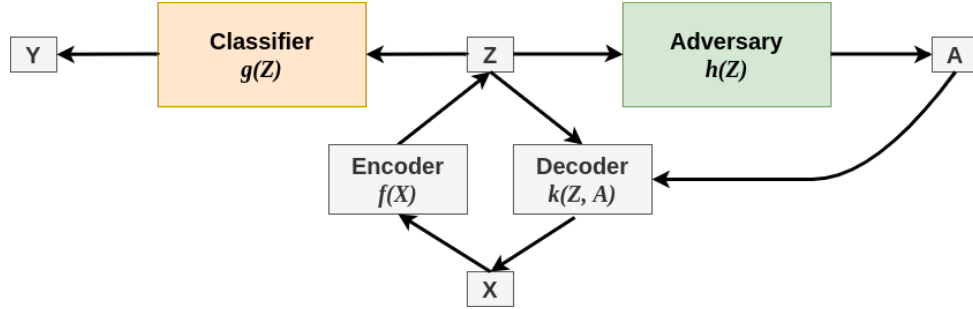 Y
Classifier
g(Z)
Z
Adversary
h(Z)
A
Encoder
f(X)
Decoder
k(Z, A)
X